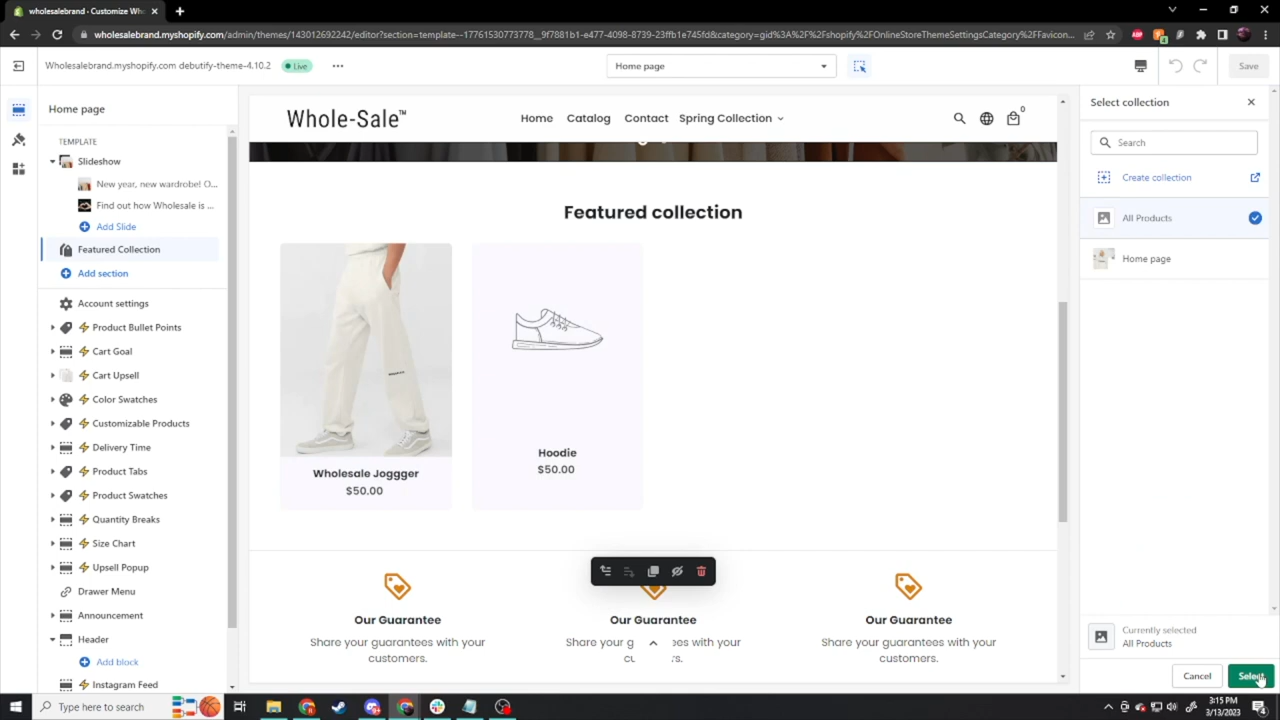 wholesalebrand - Customize Wh
wholesalebrand.myshopify.com/admin/themes/143012692242/editor?section=template--17761530773778__9f7881b1-e477-4098-8739-23ffb1e745fd&category=gid%3A%2F%2Fshopify%2FOnlineStoreThemeSettingsCategory%2FFavicon...
Wholesalebrand.myshopify.com debutify-theme-4.10.2
Live
Home page
Save
Home page
TEMPLATE
Slideshow
New year, new wardrobe! O...
Find out how Wholesale is ...
Add Slide
Featured Collection
Add section
Account settings
Product Bullet Points
Cart Goal
Cart Upsell
Color Swatches
Customizable Products
Delivery Time
Product Tabs
Product Swatches
Quantity Breaks
Size Chart
Upsell Popup
Drawer Menu
Announcement
Header
Add block
Instagram Feed
Whole-Sale™
Home
Catalog
Contact
Spring Collection
0
Featured collection
Wholesale Joggger
$50.00
Hoodie
$50.00
Our Guarantee
Share your guarantees with your
customers.
Our Guarantee
Share your g
ees with your
Our Guarantee
Share your guarantees with your
customers.
Select collection
Search
Create collection
All Products
Home page
Currently selected
All Products
Cancel
Select
Type here to search
3:15 PM
3/13/2023